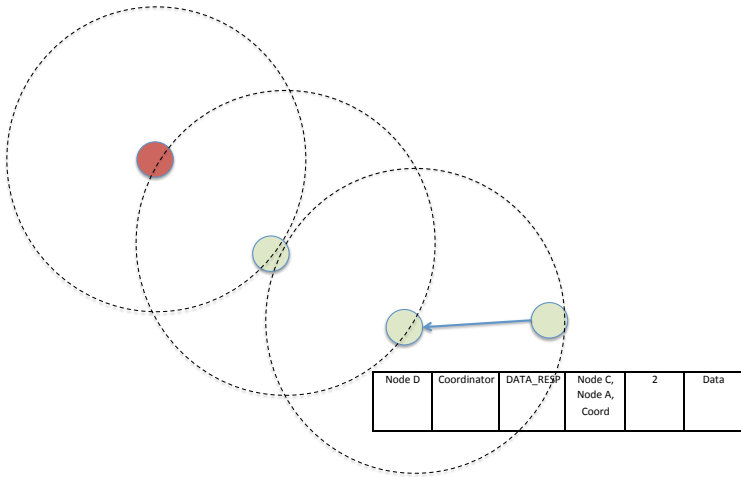 Node D Coordinator DATA_RESP Node C, 2 Data
Node A,
Coord